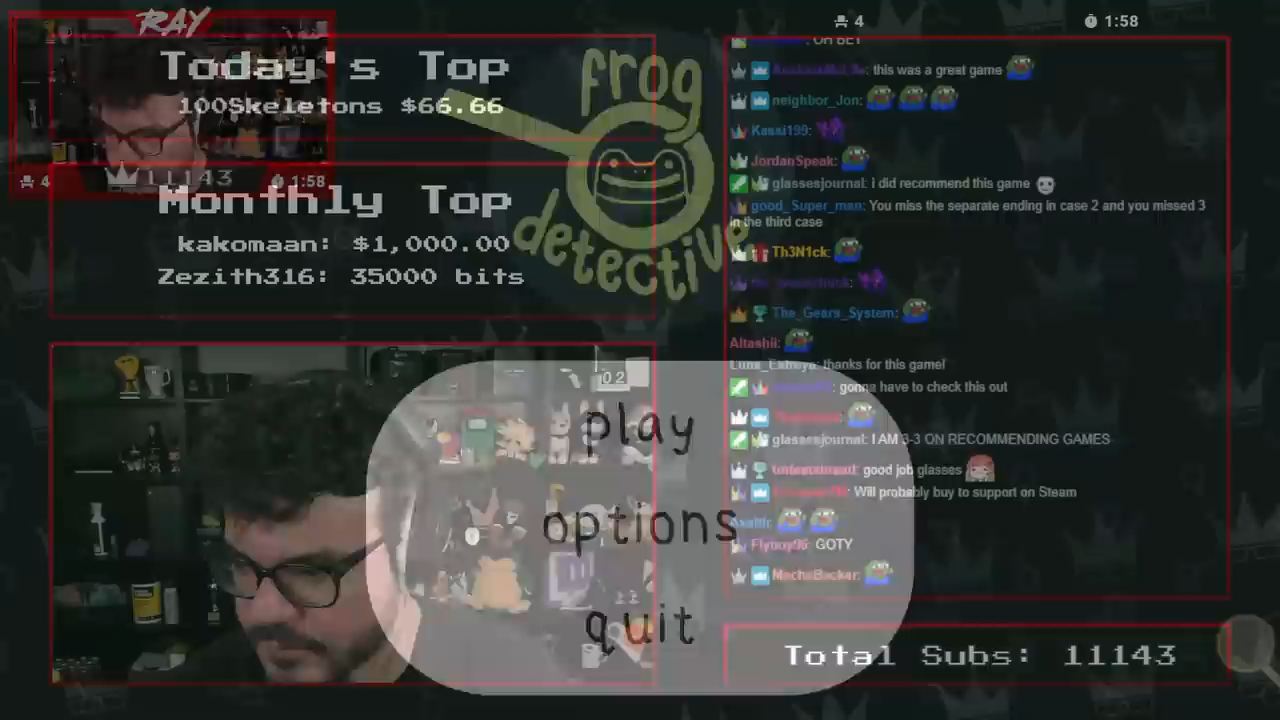 RAY
4
1:58
Today's Top
100Skeletons $66.66
11143
4
1:58
Monthly Top
kakomaan: $1,000.00
Zezith316: 35000 bits
frog
detective
play
options
quit
: OH BET
: this was a great game
neighbor_Jon:
Kassi199:
JordanSpeak:
glassesjournal: i did recommend this game
good_Super_man: You miss the separate ending in case 2 and you missed 3
in the third case
Th3N1ck:
The_Gears_System:
Altashii:
: thanks for this game!
: gonna have to check this out
glassesjournal: I AM 3-3 ON RECOMMENDING GAMES
: good job glasses
: Will probably buy to support on Steam
: GOTY
MechaBacker:
Total Subs: 11143